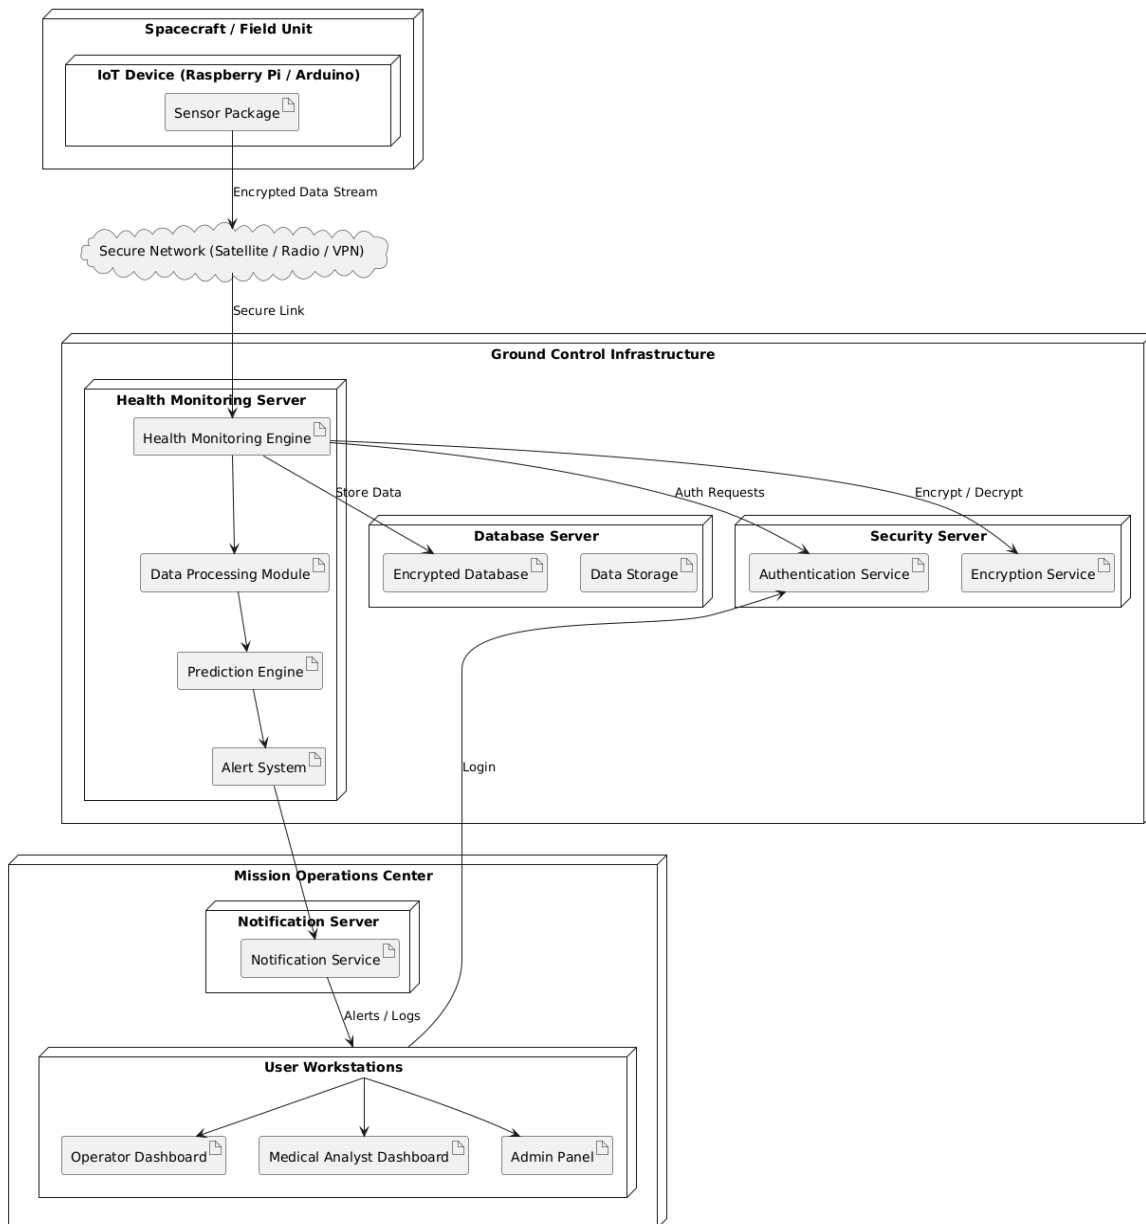 Spacecraft / Field Unit
IoT Device (Raspberry Pi / Arduino)
Sensor Package
Encrypted Data Stream
Secure Network (Satellite / Radio / VPN)
Secure Link
Ground Control Infrastructure
Health Monitoring Server
Health Monitoring Engine
Store Data
Auth Requests
Encrypt / Decrypt
Database Server
Security Server
Data Processing Module
Encrypted Database
Data Storage
Authentication Service
Encryption Service
Prediction Engine
Alert System
Login
Mission Operations Center
Notification Server
Notification Service
Alerts / Logs
User Workstations
Operator Dashboard
Medical Analyst Dashboard
Admin Panel